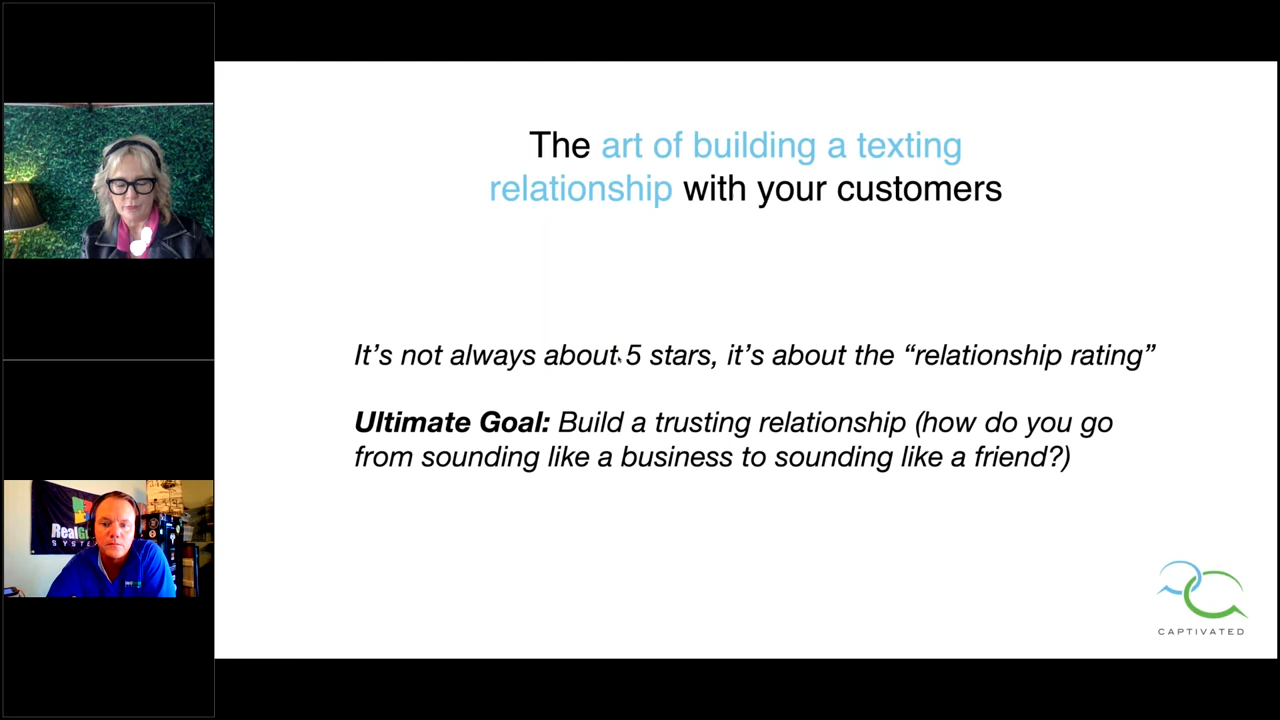 The art of building a texting
relationship with your customers
It’s not always about 5 stars, it’s about the “relationship rating”
Ultimate Goal: Build a trusting relationship (how do you go
from sounding like a business to sounding like a friend?)
CAPTIVATED